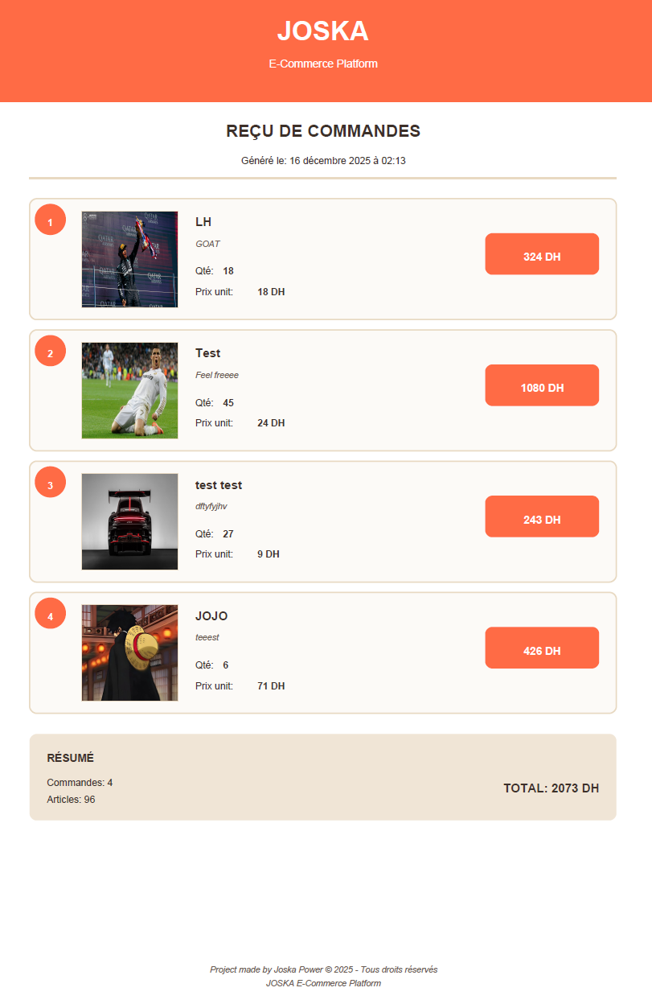 JOSKA
E-Commerce Platform
REÇU DE COMMANDES
Généré le: 16 décembre 2025 à 02:13
1
LH
GOAT
Qté: 18
Prix unit: 18 DH
324 DH
QATAR
AIRWAYS
2
Test
Feel freeee
Qté: 45
Prix unit: 24 DH
1080 DH
3
test test
dftyfyjhv
Qté: 27
Prix unit: 9 DH
243 DH
4
JOJO
teeest
Qté: 6
Prix unit: 71 DH
426 DH
RÉSUMÉ
Commandes: 4
Articles: 96
TOTAL: 2073 DH
Project made by Joska Power © 2025 - Tous droits réservés
JOSKA E-Commerce Platform